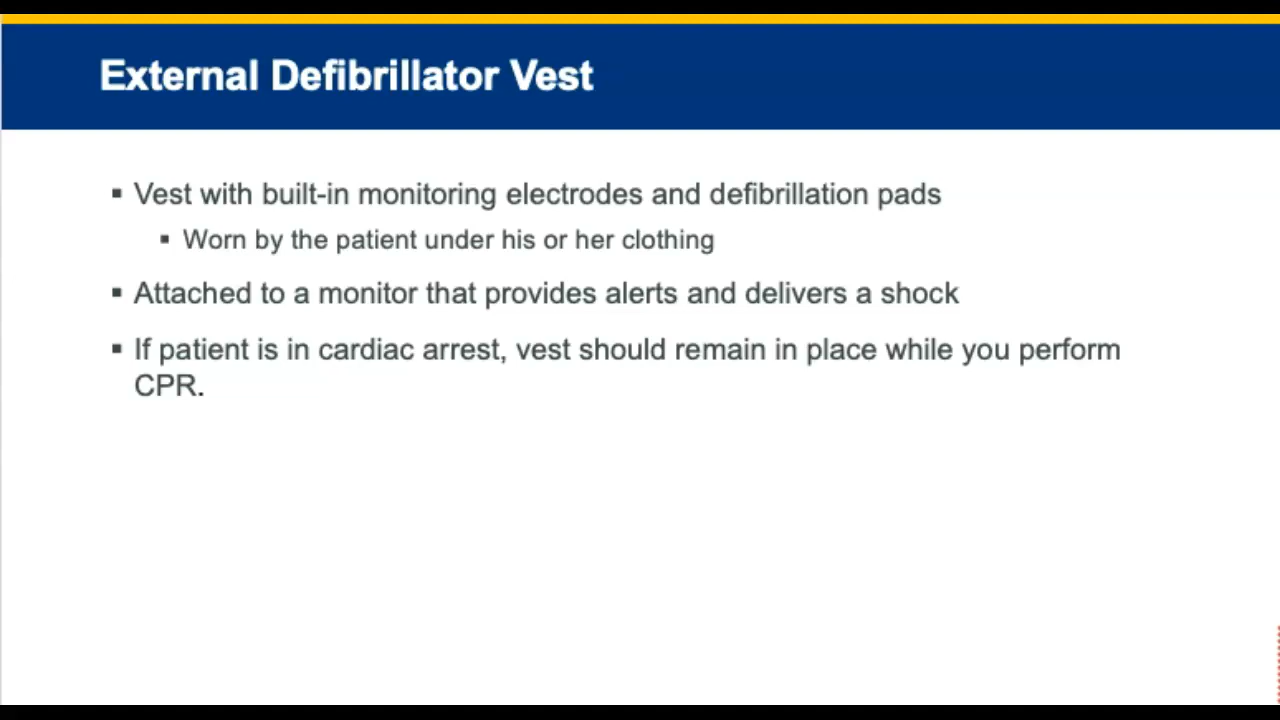 External Defibrillator Vest
▪ Vest with built-in monitoring electrodes and defibrillation pads
▪ Worn by the patient under his or her clothing
▪ Attached to a monitor that provides alerts and delivers a shock
▪ If patient is in cardiac arrest, vest should remain in place while you perform
CPR.